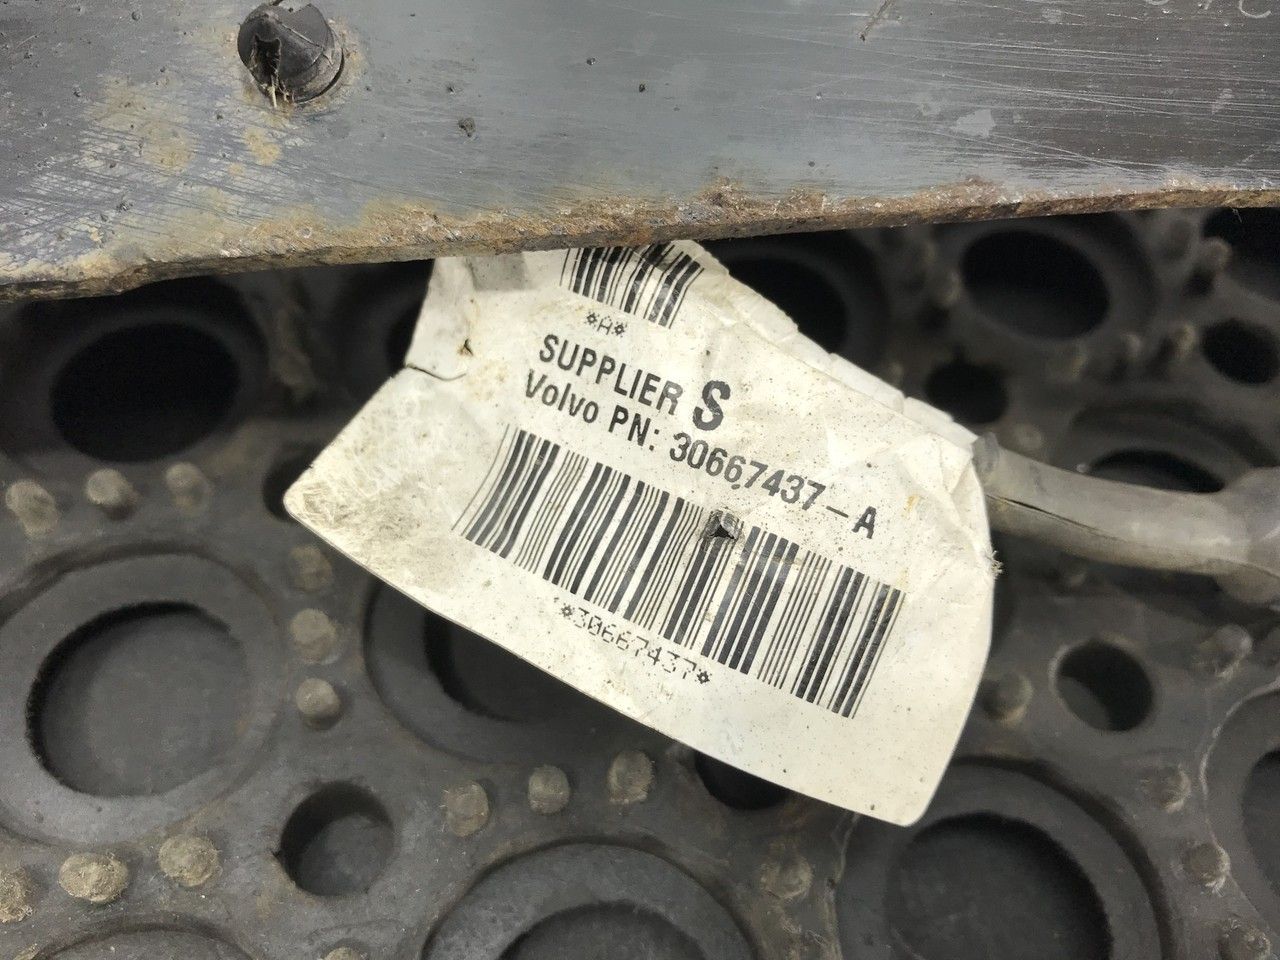 *A*
SUPPLIER S
Volvo PN: 30667437-A
*30667437*